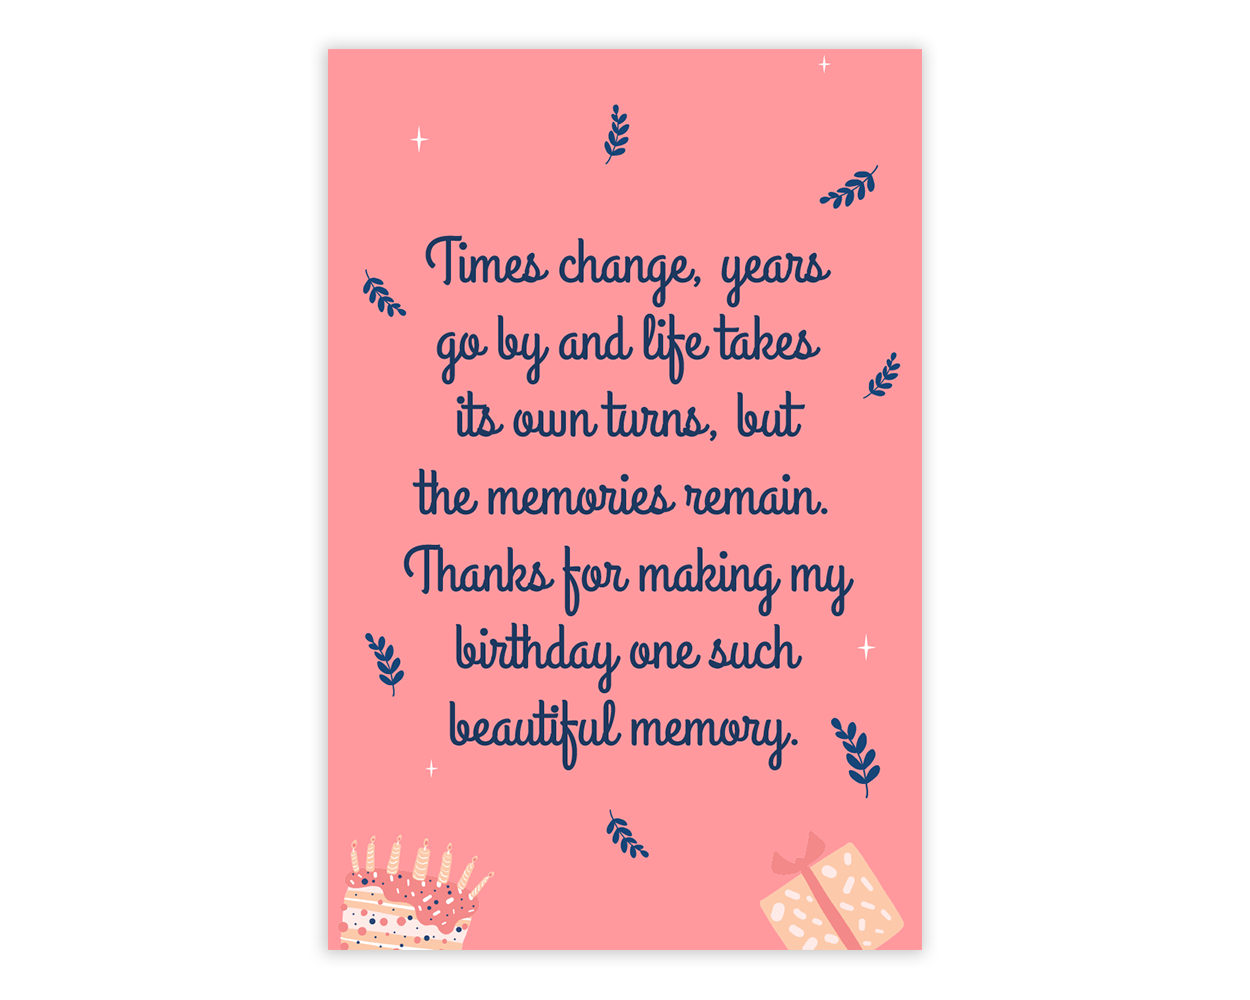 Times change, years
go by and life takes
its own turns, but
the memories remain.
Thanks for making my
birthday one such
beautiful memory.